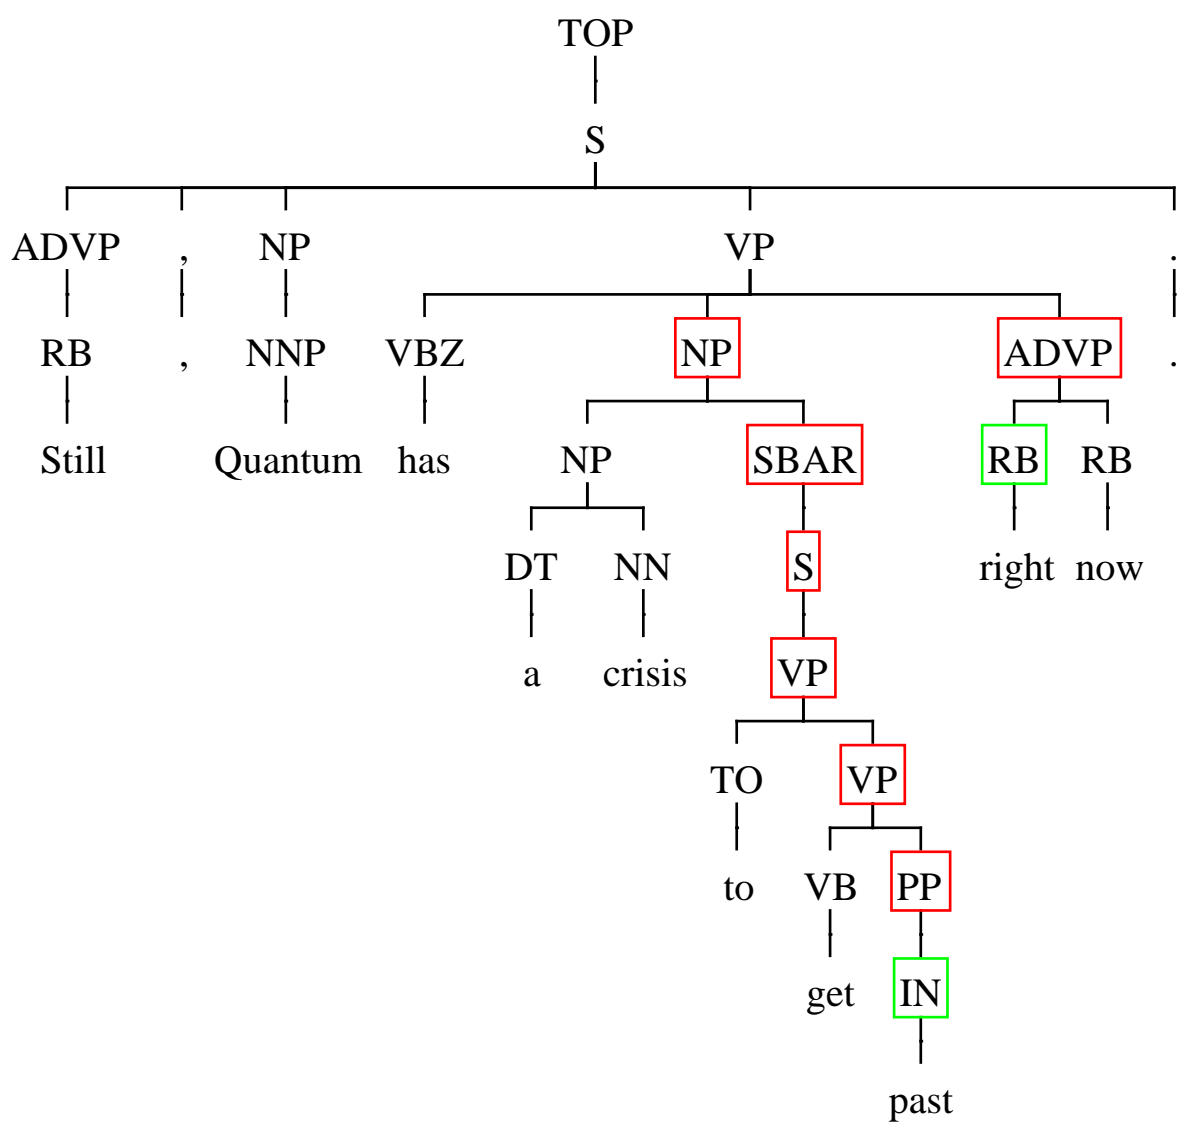 TOP
S
ADVP , NP VP .
RB , NNP VBZ NP ADVP .
Still Quantum has NP SBAR RB RB
DT NN S right now
a crisis VP
TO VP
to VB PP
get IN
past